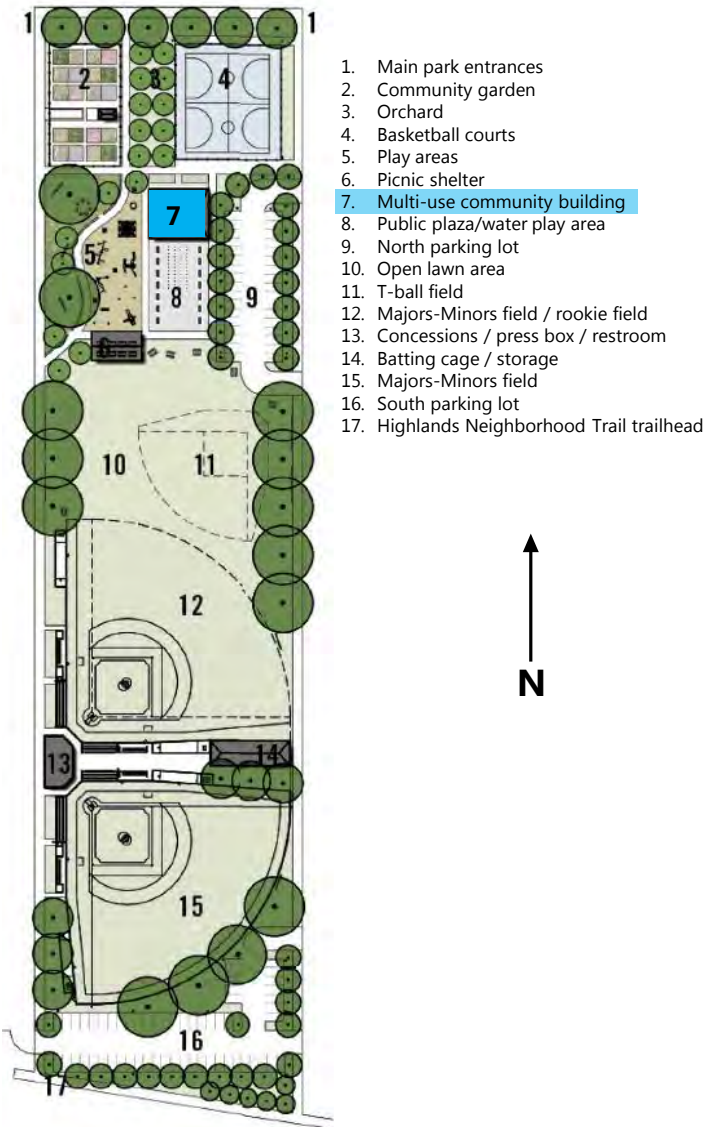 1
1
2
3
4
1. Main park entrances
2. Community garden
3. Orchard
4. Basketball courts
5. Play areas
6. Picnic shelter
7. Multi-use community building
8. Public plaza/water play area
9. North parking lot
10. Open lawn area
11. T-ball field
12. Majors-Minors field / rookie field
13. Concessions / press box / restroom
14. Batting cage / storage
15. Majors-Minors field
16. South parking lot
17. Highlands Neighborhood Trail trailhead
7
5
8
9
6
10
11
12
N
13
14
15
16
17